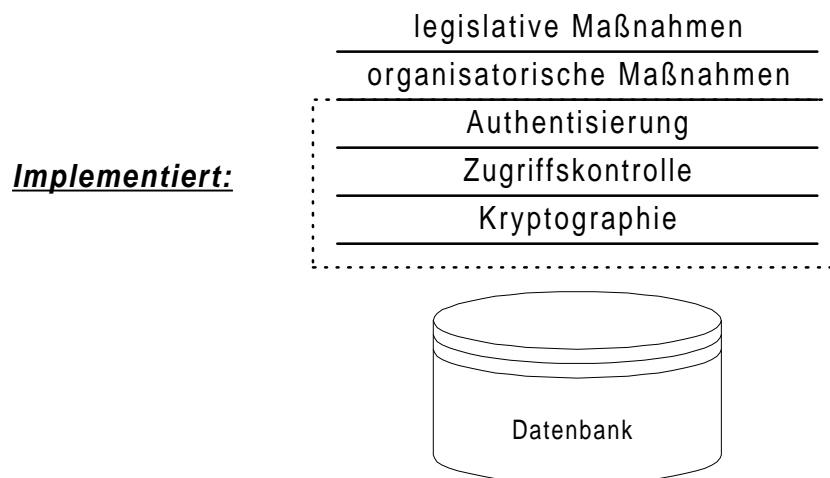 legislative Maßnahmen
organisatorische Maßnahmen
Authentisierung
Implementiert:
Zugriffskontrolle
Kryptographie
Datenbank